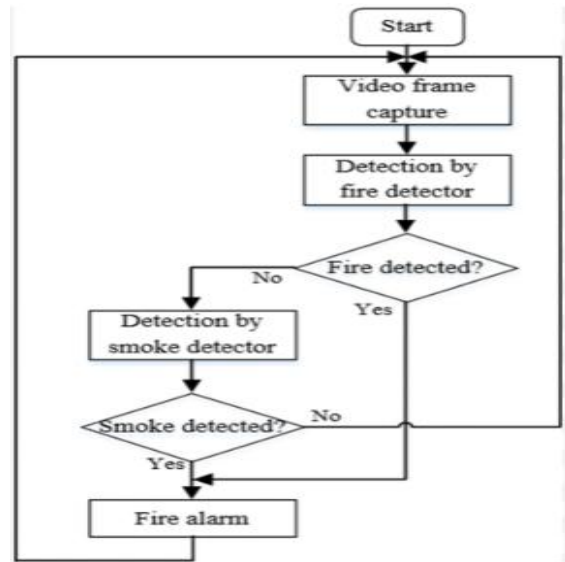 Start
Video frame
capture
Detection by
fire detector
Fire detected?
No
Yes
Detection by
smoke detector
Smoke detected?
No
Yes
Fire alarm